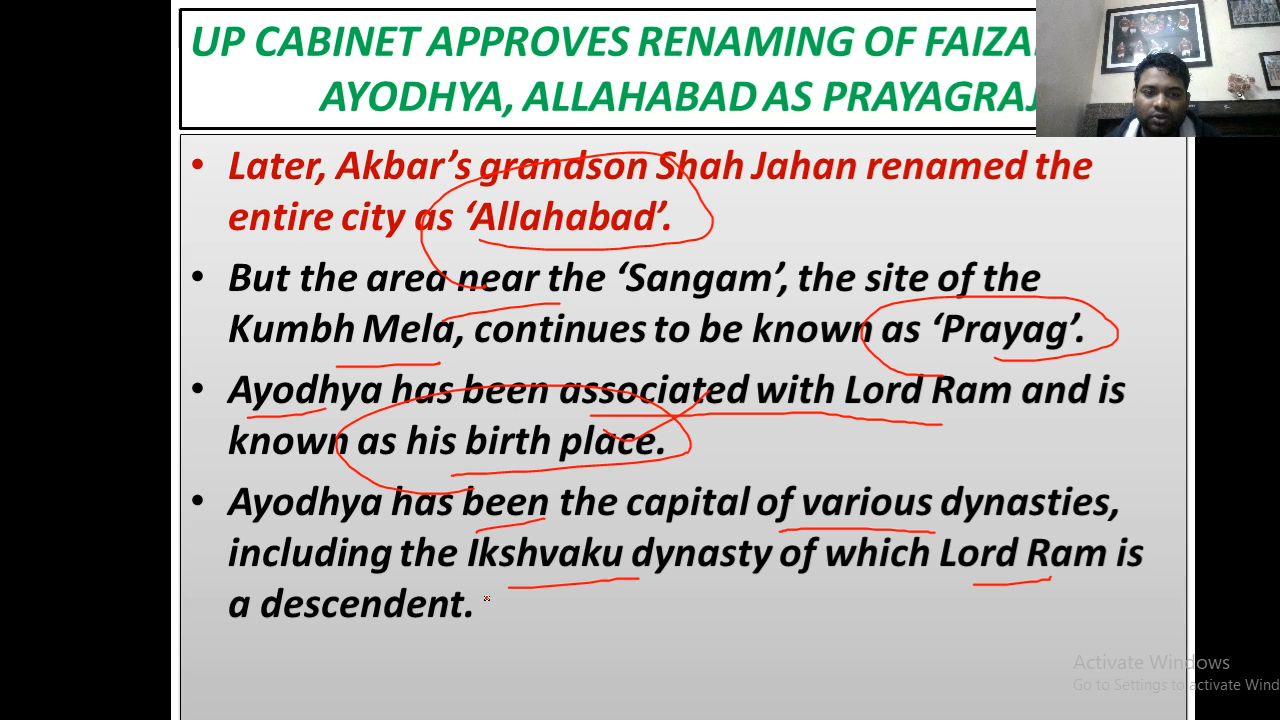 UP CABINET APPROVES RENAMING OF
AYODHYA, ALLAHABAD AS PRAYAGRAJ
• Later, Akbar’s grandson Shah Jahan renamed the
entire city as ‘Allahabad’.
• But the area near the ‘Sangam’, the site of the
Kumbh Mela, continues to be known as ‘Prayag’.
• Ayodhya has been associated with Lord Ram and is
known as his birth place.
• Ayodhya has been the capital of various dynasties,
including the Ikshvaku dynasty of which Lord Ram is
a descendent.
Activate Windows
Go to Settings to activate Wind